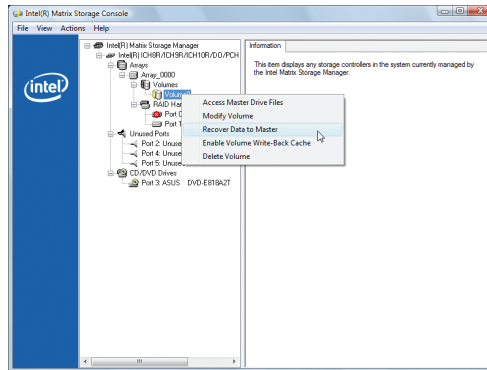 Intel(R) Matrix Storage Console
File View Actions Help
Intel(R) Matrix Storage Manager
Intel(R) ICH8R/ICH9R/ICH10R/DO/PCH
Arrays
Array_0000
Volumes
RAID Har
Port
Port 1
Unused Ports
Port 2: Unuse
Port 4: Unuse
Port 5: Unuse
CD/DVD Drives
Port 3: ASUS DVD-E818A2T
Access Master Drive Files
Modify Volume
Recover Data to Master
Enable Volume Write-Back Cache
Delete Volume
Information
This item displays any storage controllers in the system currently managed by
the Intel Matrix Storage Manager.
intel